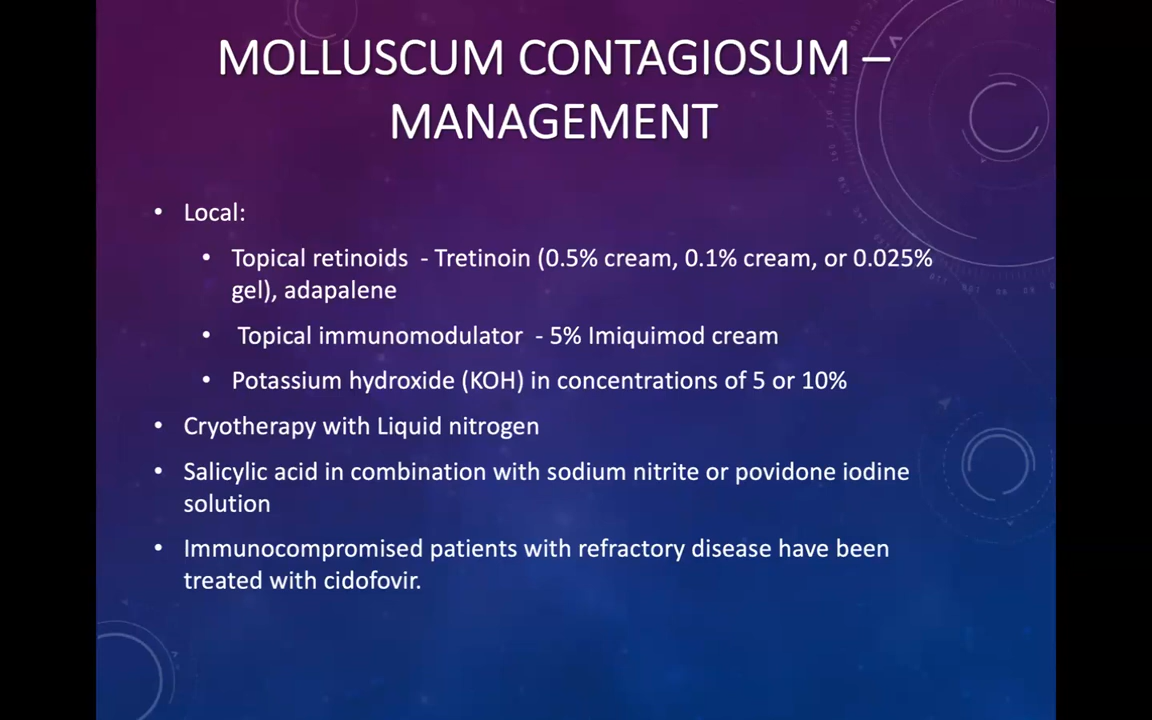 MOLLUSCUM CONTAGIOSUM –
MANAGEMENT
• Local:
• Topical retinoids - Tretinoin (0.5% cream, 0.1% cream, or 0.025%
gel), adapalene
• Topical immunomodulator - 5% Imiquimod cream
• Potassium hydroxide (KOH) in concentrations of 5 or 10%
• Cryotherapy with Liquid nitrogen
• Salicylic acid in combination with sodium nitrite or povidone iodine
solution
• Immunocompromised patients with refractory disease have been
treated with cidofovir.